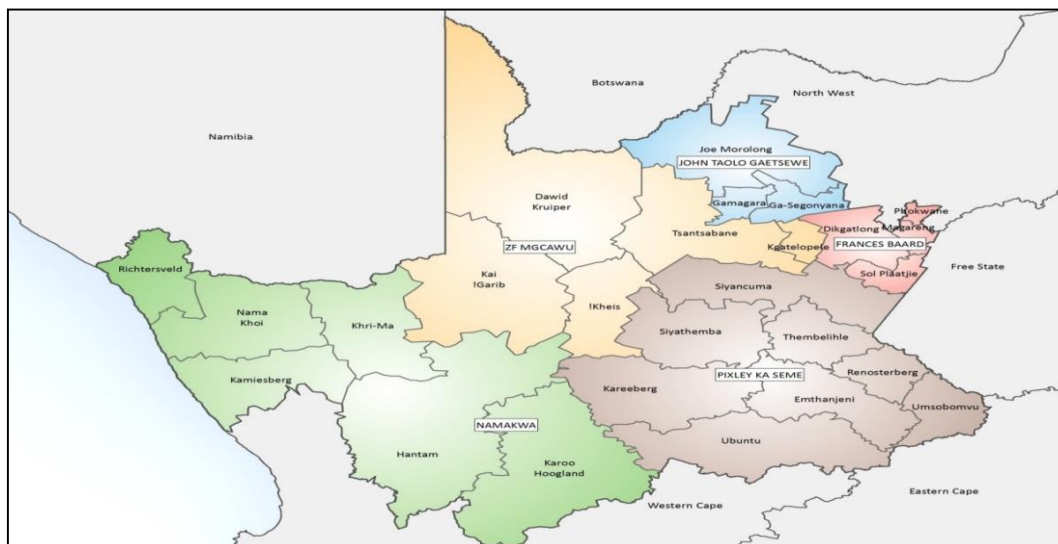 Botswana
North West
Namibia
Joe Morolong
JOHN TAOLO GAETSEWE
Dawid
Kruiper
Gamagara
Ga-Segonyana
Phokwane
Magareng
Dikgatlong
Tsantsabane
Kgatelopele
FRANCES BAARD
ZF MGCAWU
Free State
Richtersveld
Sol Plaatjie
Kai
!Garib
Siyancuma
!Kheis
Nama
Khoi
Khri-Ma
Siyathemba
Thembelihle
Kamiesberg
Renosterberg
PIXLEY KA SEME
Kareeberg
Emthanjeni
Umsobomvu
NAMAKWA
Ubuntu
Hantam
Karoo
Hoogland
Eastern Cape
Western Cape